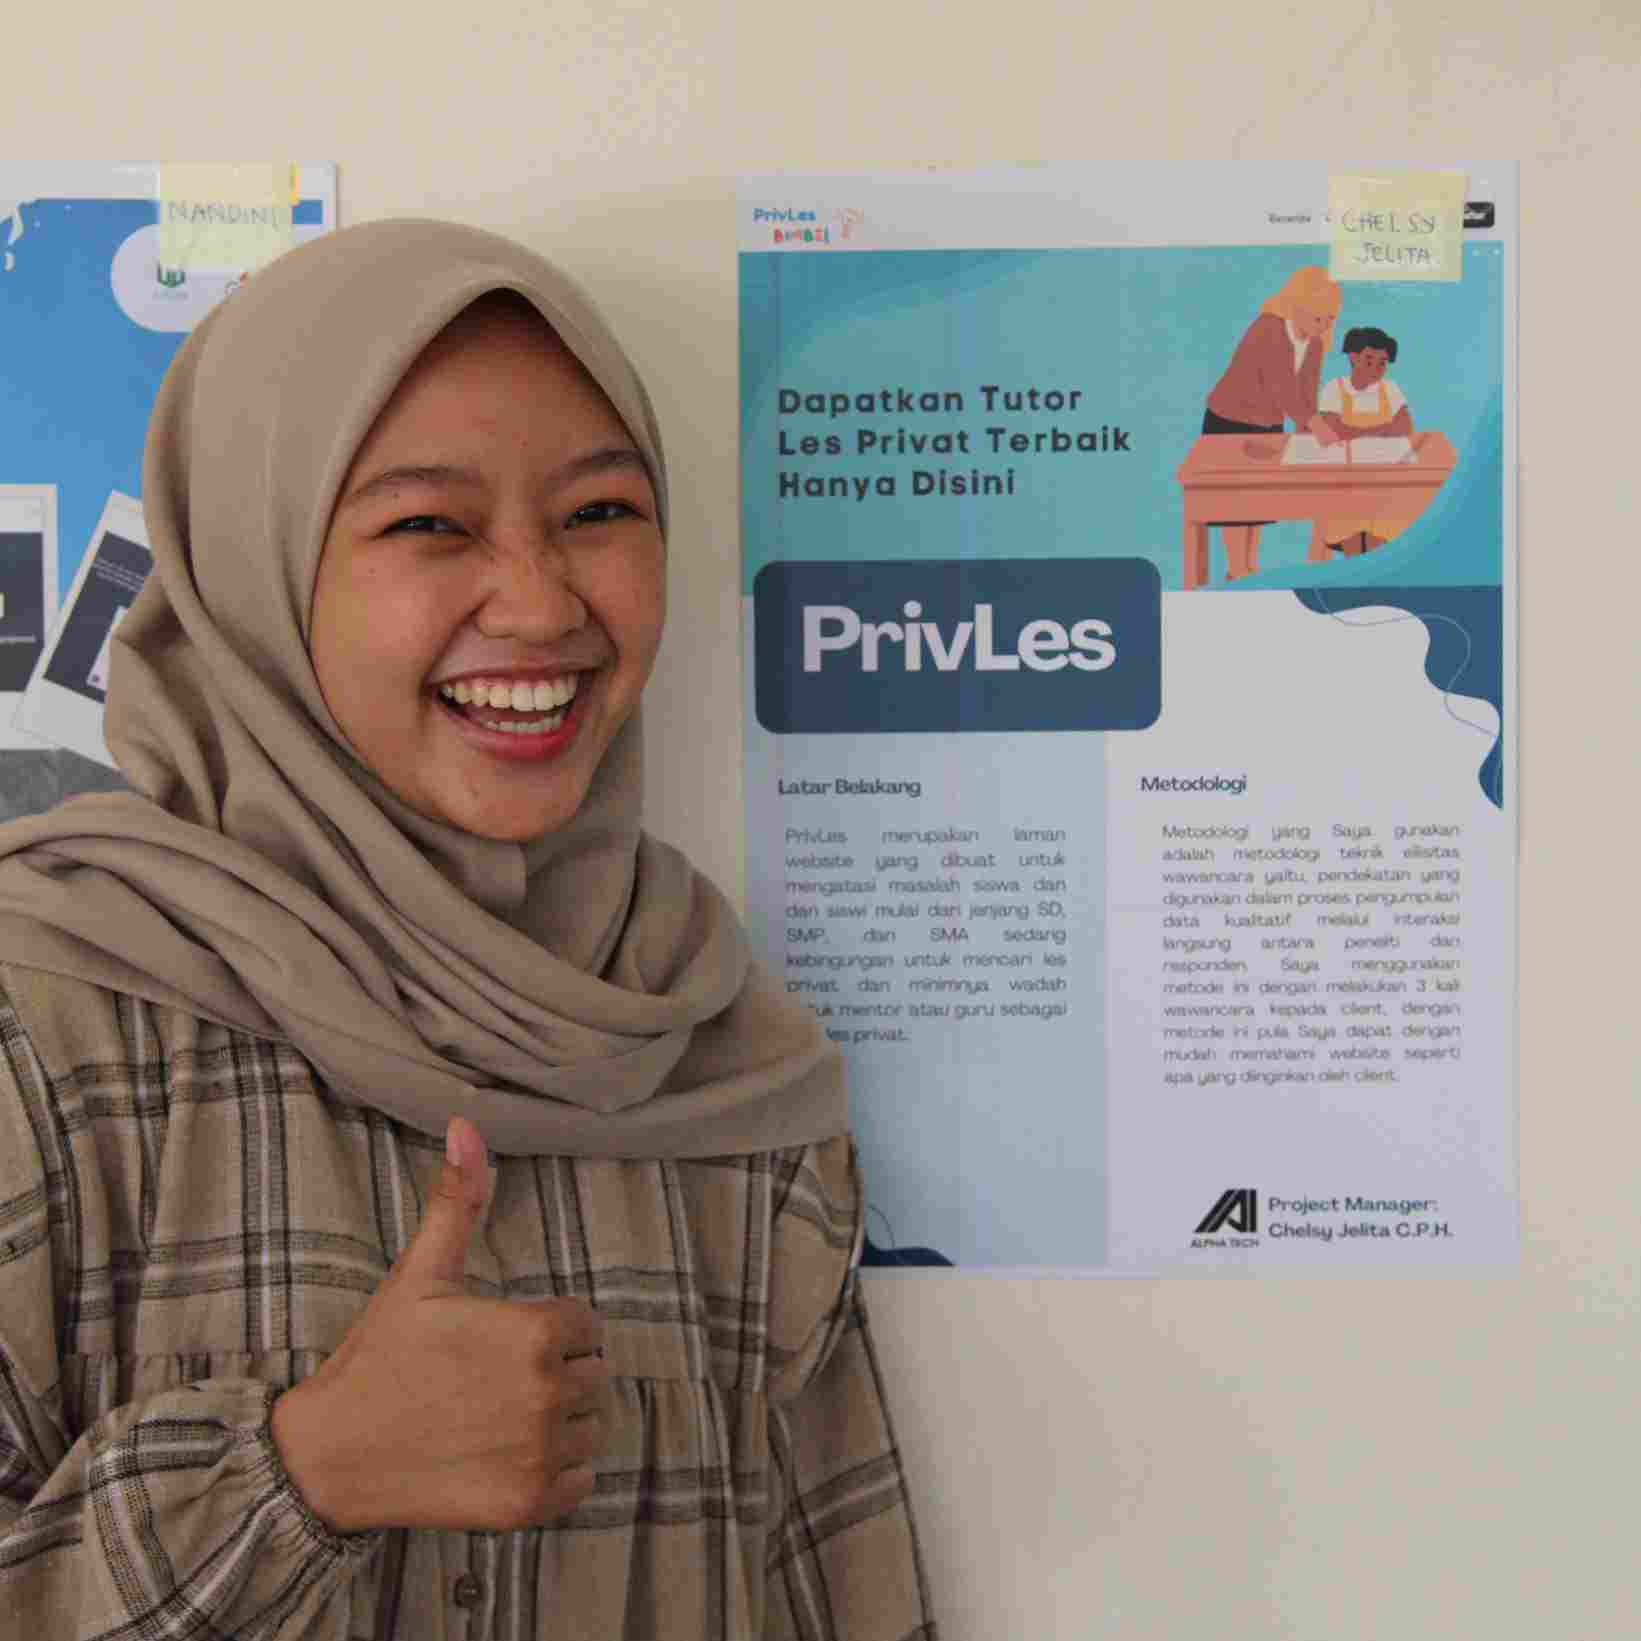 NANDINI
PrivLes
BIMBEL
Beranda
CHELSY
JELITA
Dapatkan Tutor
Les Privat Terbaik
Hanya Disini
PrivLes
Latar Belakang
PrivLes merupakan laman
website yang dibuat untuk
mengatasi masalah siswa dan
dan siswi mulai dari jenjang SD,
SMP, dan SMA sedang
kebingungan untuk mencari les
privat dan minimnya wadah
uk mentor atau guru sebagai
les privat.
Metodologi
Metodologi yang Saya gunakan
adalah metodologi teknik elisitas
wawancara yaitu, pendekatan yang
digunakan dalam proses pengumpulan
data kualitatif melalui interaksi
langsung antara peneliti dan
responden. Saya menggunakan
metode ini dengan melakukan 3 kali
wawancara kepada client, dengan
metode ini pula Saya dapat dengan
mudah memahami website seperti
apa yang diinginkan oleh client.
ALPHA TECH
Project Manager:
Chelsy Jelita C.P.H.